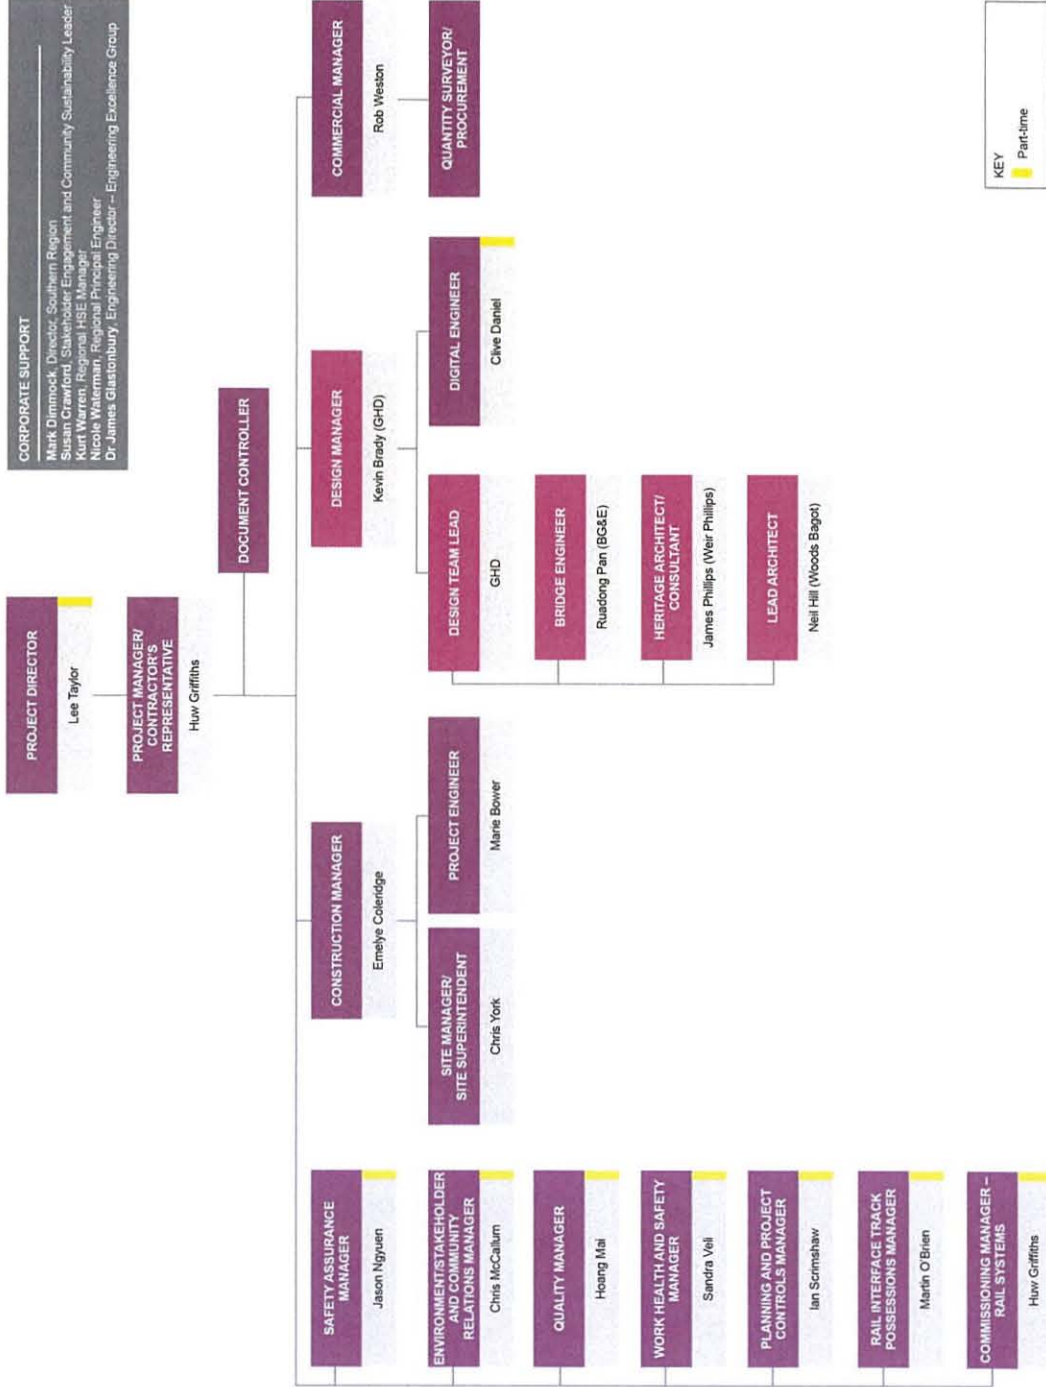 CORPORATE SUPPORT
Mark Dimmock, Director, Southern Region
Susan Crawford, Stakeholder Engagement and Community Sustainability Leader
Kurt Warren, Regional HSE Manager
Nicole Waterman, Regional Principal Engineer
Dr James Glastonbury, Engineering Director – Engineering Excellence Group
PROJECT DIRECTOR
Lee Taylor
PROJECT MANAGER/
CONTRACTOR'S
REPRESENTATIVE
Huw Griffiths
DOCUMENT CONTROLLER
SAFETY ASSURANCE
MANAGER
Jason Ngyuen
ENVIRONMENT/STAKEHOLDER
AND COMMUNITY
RELATIONS MANAGER
Chris McCallum
QUALITY MANAGER
Hoang Mai
WORK HEALTH AND SAFETY
MANAGER
Sandra Veli
PLANNING AND PROJECT
CONTROLS MANAGER
Ian Scrimshaw
RAIL INTERFACE TRACK
POSSESSIONS MANAGER
Martin O'Brien
COMMISSIONING MANAGER –
RAIL SYSTEMS
Huw Griffiths
CONSTRUCTION MANAGER
Emelye Coleridge
SITE MANAGER/
SITE SUPERINTENDENT
Chris York
PROJECT ENGINEER
Marie Bower
DESIGN MANAGER
Kevin Brady (GHD)
DESIGN TEAM LEAD
GHD
BRIDGE ENGINEER
Ruadong Pan (BG&E)
HERITAGE ARCHITECT/
CONSULTANT
James Phillips (Weir Phillips)
LEAD ARCHITECT
Neil Hill (Woods Bagot)
DIGITAL ENGINEER
Clive Daniel
COMMERCIAL MANAGER
Rob Weston
QUANTITY SURVEYOR/
PROCUREMENT
KEY
Part-time